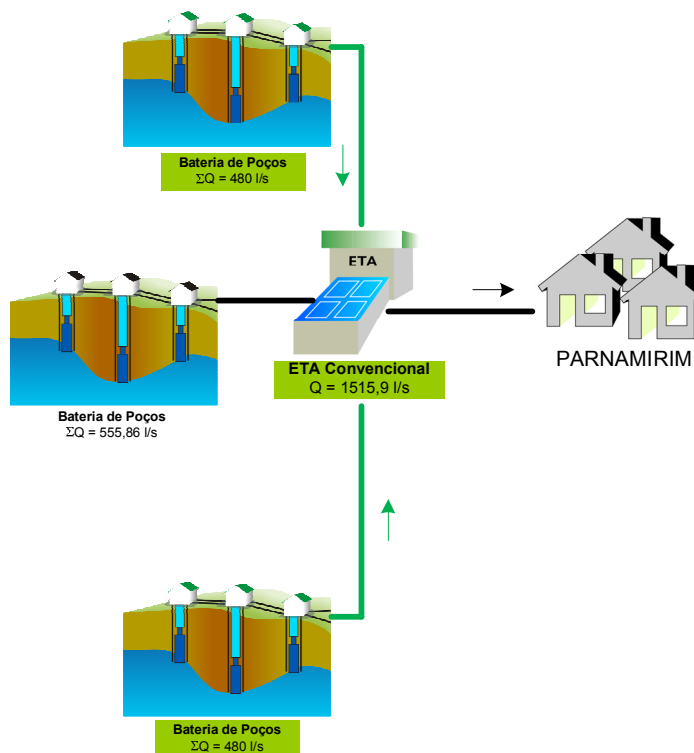 Bateria de Poços
ΣQ = 480 l/s
ETA
ETA Convencional
Q = 1515,9 l/s
PARNAMIRIM
Bateria de Poços
ΣQ = 555,86 l/s
Bateria de Poços
ΣQ = 480 l/s